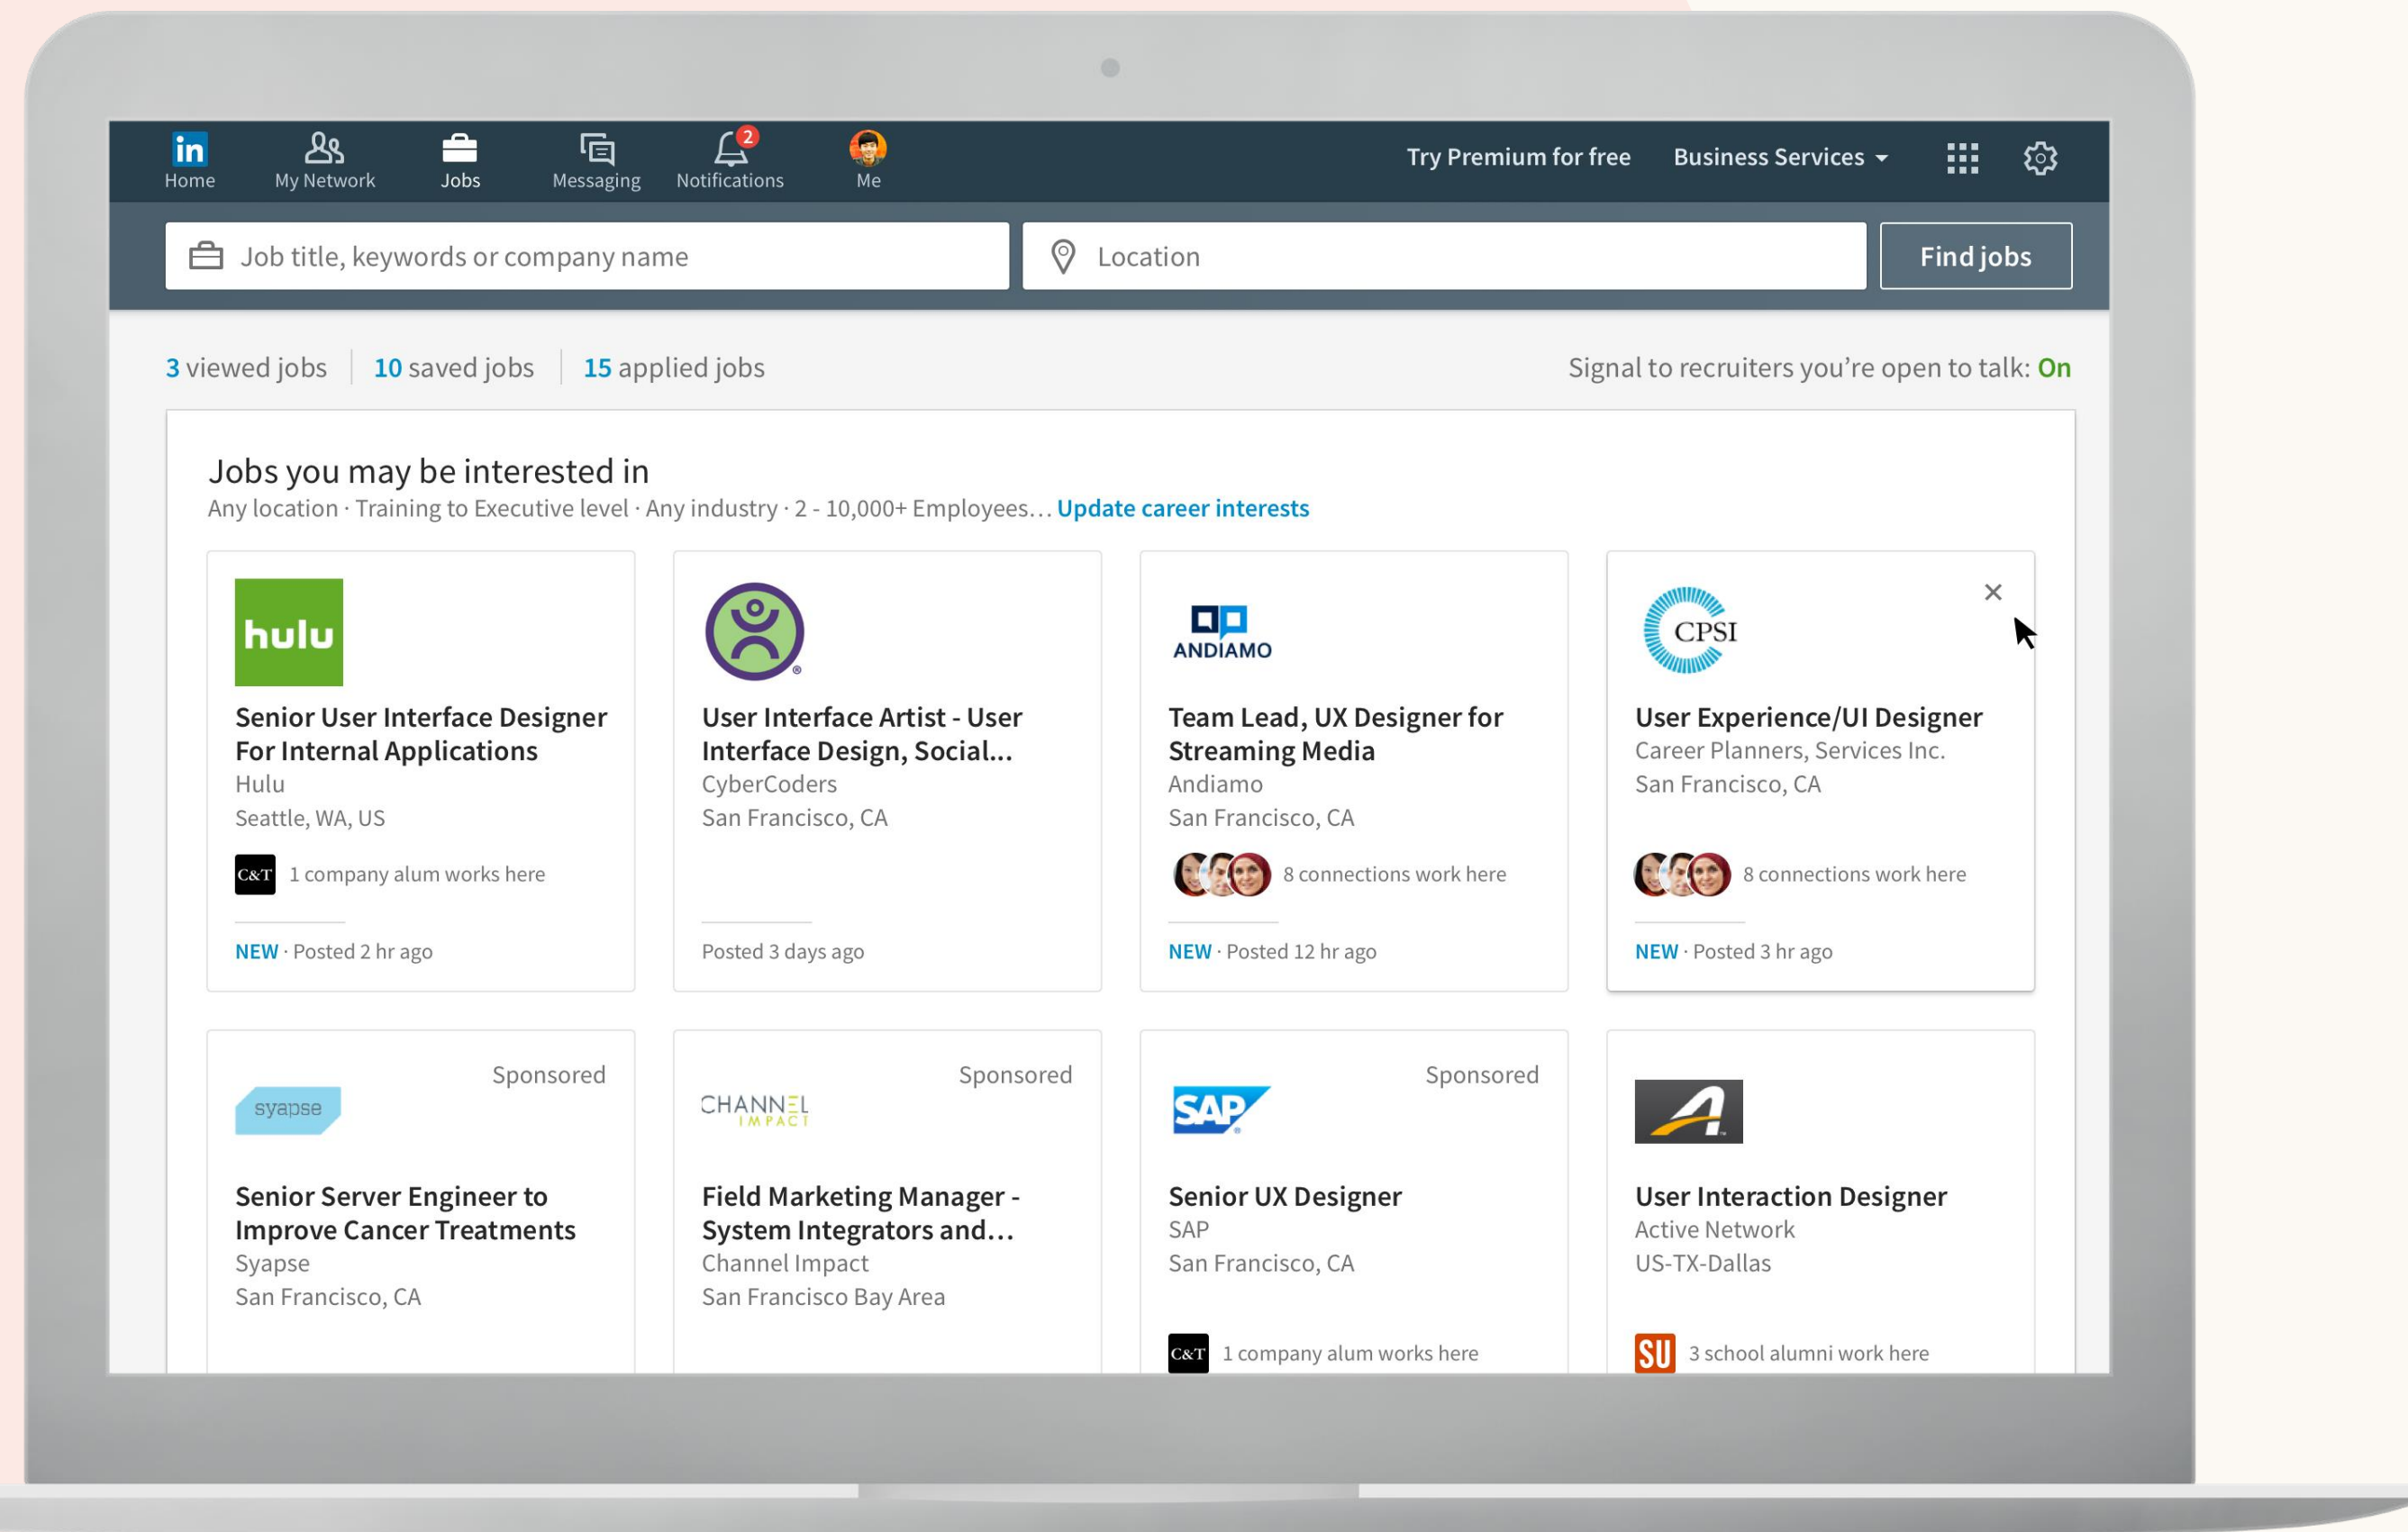 in
2
Home
My Network
Jobs
Messaging
Notifications
Me
Try Premium for free
Business Services
Job title, keywords or company name
Location
Find jobs
3 viewed jobs
10 saved jobs
15 applied jobs
Signal to recruiters you’re open to talk: On
Jobs you may be interested in
Any location · Training to Executive level · Any industry · 2 - 10,000+ Employees… Update career interests
hulu
Senior User Interface Designer
For Internal Applications
Hulu
Seattle, WA, US
C&T 1 company alum works here
NEW · Posted 2 hr ago
®
User Interface Artist - User
Interface Design, Social...
CyberCoders
San Francisco, CA
Posted 3 days ago
ANDIAMO
Team Lead, UX Designer for
Streaming Media
Andiamo
San Francisco, CA
8 connections work here
NEW · Posted 12 hr ago
CPSI
User Experience/UI Designer
Career Planners, Services Inc.
San Francisco, CA
8 connections work here
NEW · Posted 3 hr ago
Sponsored
syapse
Senior Server Engineer to
Improve Cancer Treatments
Syapse
San Francisco, CA
Sponsored
CHANNEL
IMPACT
Field Marketing Manager -
System Integrators and…
Channel Impact
San Francisco Bay Area
Sponsored
SAP®
Senior UX Designer
SAP
San Francisco, CA
C&T 1 company alum works here
A
User Interaction Designer
Active Network
US-TX-Dallas
SU 3 school alumni work here